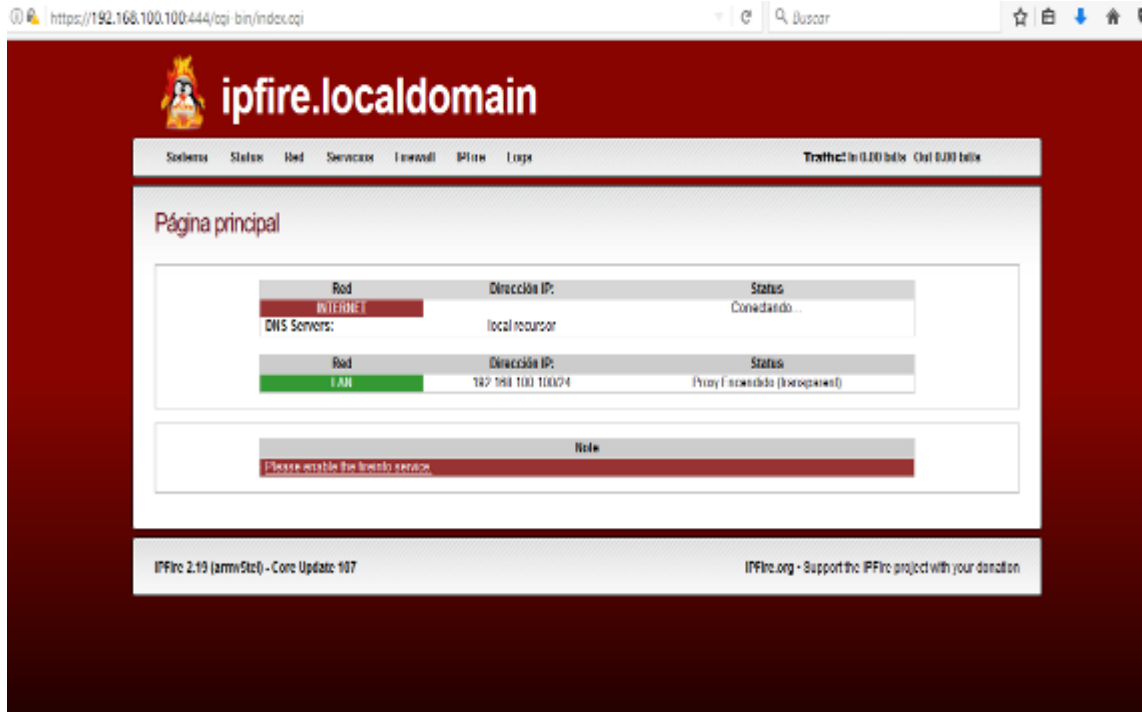 https://192.168.100.100:444/cgi-bin/index.cgi
Buscar
ipfire.localdomain
Sistema Status Red Servicios Firewall IPFire Logs
Traffic: In 0.00 bit/s Out 0.00 bit/s
Página principal
Red Dirección IP: Status
INTERNET Conectando...
DNS Servers: local recursor
Red Dirección IP: Status
LAN 192.168.100.100/24 Proxy Encendido (transparent)
Note
Please enable the fireinfo service.
IPFire 2.19 (armv5tel) - Core Update 107
IPFire.org • Support the IPFire project with your donation